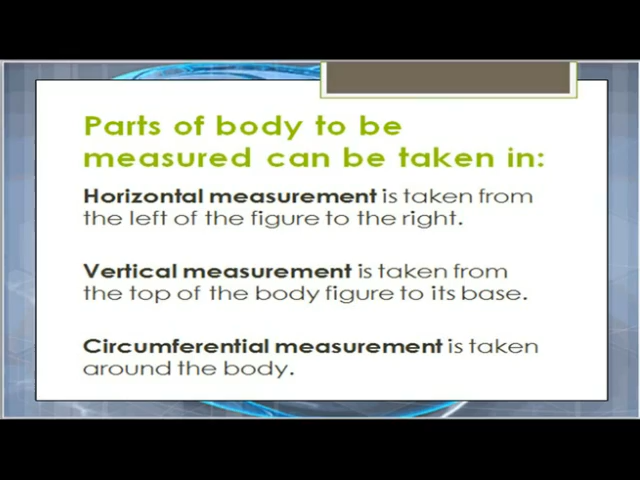 Parts of body to be
measured can be taken in:
Horizontal measurement is taken from
the left of the figure to the right.
Vertical measurement is taken from
the top of the body figure to its base.
Circumferential measurement is taken
around the body.